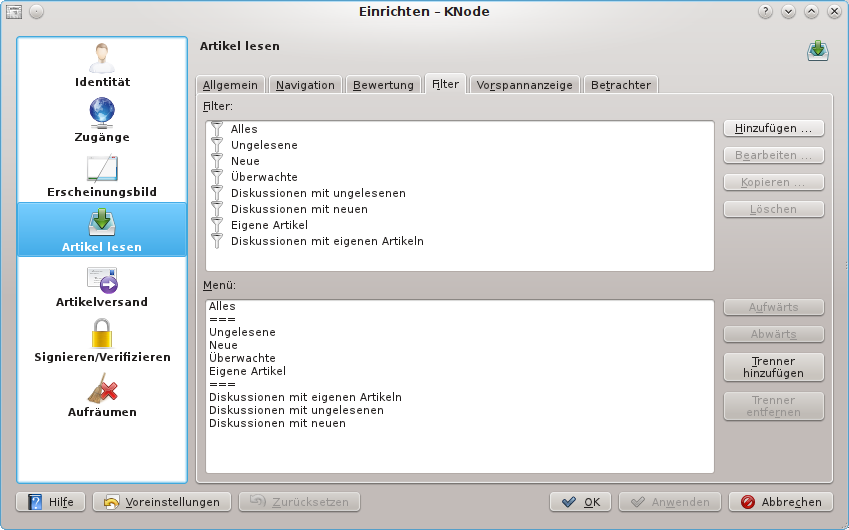 Einrichten – KNode
Identität
Zugänge
Erscheinungsbild
Artikel lesen
Artikelversand
Signieren/Verifizieren
Aufräumen
Artikel lesen
Allgemein
Navigation
Bewertung
Filter
Vorspannanzeige
Betrachter
Filter:
Alles
Ungelesene
Neue
Überwachte
Diskussionen mit ungelesenen
Diskussionen mit neuen
Eigene Artikel
Diskussionen mit eigenen Artikeln
Hinzufügen ...
Bearbeiten ...
Kopieren ...
Löschen
Menü:
Alles
===
Ungelesene
Neue
Überwachte
Eigene Artikel
===
Diskussionen mit eigenen Artikeln
Diskussionen mit ungelesenen
Diskussionen mit neuen
Aufwärts
Abwärts
Trenner
hinzufügen
Trenner
entfernen
Hilfe
Voreinstellungen
Zurücksetzen
OK
Anwenden
Abbrechen